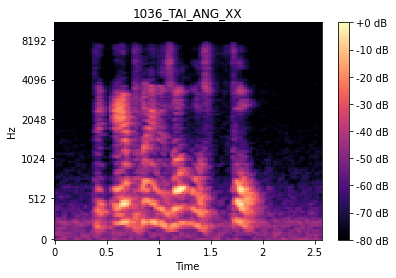 1036_TAI_ANG_XX
Hz
8192
4096
2048
1024
512
0
0
0.5
1
1.5
2
2.5
Time
+0 dB
-10 dB
-20 dB
-30 dB
-40 dB
-50 dB
-60 dB
-70 dB
-80 dB